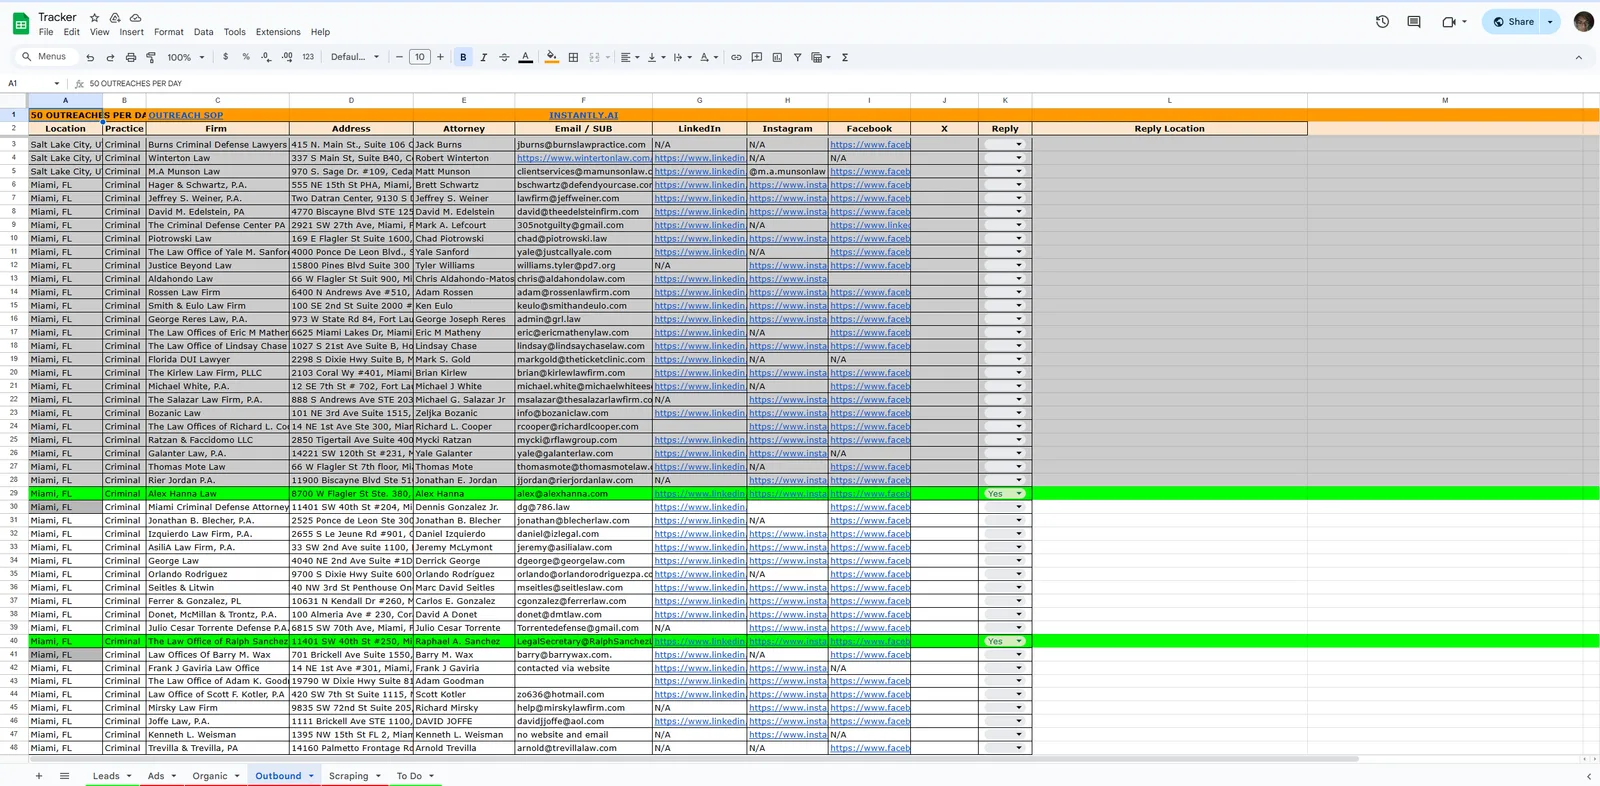 Tracker
File Edit View Insert Format Data Tools Extensions Help
Share
Menus 100% $ % .0 .00 123 Defaul... 10 B I A
A1 fx 50 OUTREACHES PER DAY
A B C D E F G H I J K L M
1 50 OUTREACHES PER DA OUTREACH SOP INSTANTLY.AI
2 Location Practice Firm Address Attorney Email / SUB LinkedIn Instagram Facebook X Reply Reply Location
3 Salt Lake City, U Criminal Burns Criminal Defense Lawyers 415 N. Main St., Suite 106 C Jack Burns jburns@burnslawpractice.com N/A N/A https://www.faceb
4 Salt Lake City, U Criminal Winterton Law 337 S Main St, Suite B40, C Robert Winterton https://www.wintertonlaw.com/ https://www.linkedin. N/A N/A
5 Salt Lake City, U Criminal M.A Munson Law 970 S. Sage Dr. #109, Ceda Matt Munson clientservices@mamunsonlaw.c https://www.linkedin. @m.a.munsonlaw https://www.faceb
6 Miami, FL Criminal Hager & Schwartz, P.A. 555 NE 15th St PHA, Miami, Brett Schwartz bschwartz@defendyourcase.cor https://www.linkedin. https://www.insta https://www.faceb
7 Miami, FL Criminal Jeffrey S. Weiner, P.A. Two Datran Center, 9130 S D Jeffrey S. Weiner lawfirm@jeffweiner.com https://www.linkedin. https://www.insta https://www.faceb
8 Miami, FL Criminal David M. Edelstein, PA 4770 Biscayne Blvd STE 125 David M. Edelstein david@theedelsteinfirm.com https://www.linkedin. https://www.insta https://www.faceb
9 Miami, FL Criminal The Criminal Defense Center PA 2921 SW 27th Ave, Miami, F Mark A. Lefcourt 305notguilty@gmail.com https://www.linkedin. N/A https://www.linked
10 Miami, FL Criminal Piotrowski Law 169 E Flagler St Suite 1600, Chad Piotrowski chad@piotrowski.law https://www.linkedin. https://www.insta https://www.faceb
11 Miami, FL Criminal The Law Office of Yale M. Sanford 4000 Ponce De Leon Blvd., S Yale Sanford yale@justcallyale.com https://www.linkedin. N/A https://www.faceb
12 Miami, FL Criminal Justice Beyond Law 15800 Pines Blvd Suite 300 Tyler Williams williams.tyler@pd7.org N/A https://www.insta https://www.faceb
13 Miami, FL Criminal Aldahondo Law 66 W Flagler St Suit 900, Mi Chris Aldahondo-Matos chris@aldahondolaw.com https://www.linkedin. https://www.insta
14 Miami, FL Criminal Rossen Law Firm 6400 N Andrews Ave #510, Adam Rossen adam@rossenlawfirm.com https://www.linkedin. https://www.insta https://www.faceb
15 Miami, FL Criminal Smith & Eulo Law Firm 100 SE 2nd St Suite 2000 # Ken Eulo keulo@smithandeulo.com https://www.linkedin. https://www.insta https://www.faceb
16 Miami, FL Criminal George Reres Law, P.A. 973 W State Rd 84, Fort Lau George Joseph Reres admin@grl.law https://www.linkedin. https://www.insta https://www.faceb
17 Miami, FL Criminal The Law Offices of Eric M Mather 6625 Miami Lakes Dr, Miami Eric M Matheny eric@ericmathenylaw.com https://www.linkedin. N/A https://www.faceb
18 Miami, FL Criminal The Law Office of Lindsay Chase 1027 S 21st Ave Suite B, Ho Lindsay Chase lindsay@lindsaychaselaw.com https://www.linkedin. https://www.insta https://www.faceb
19 Miami, FL Criminal Florida DUI Lawyer 2298 S Dixie Hwy Suite B, M Mark S. Gold markgold@theticketclinic.com https://www.linkedin. N/A N/A
20 Miami, FL Criminal The Kirlew Law Firm, PLLC 2103 Coral Wy #401, Miami Brian Kirlew brian@kirlewlawfirm.com https://www.linkedin. https://www.insta https://www.faceb
21 Miami, FL Criminal Michael White, P.A. 12 SE 7th St # 702, Fort Lau Michael J White michael.white@michaelwhitees https://www.linkedin. N/A https://www.faceb
22 Miami, FL Criminal The Salazar Law Firm, P.A. 888 S Andrews Ave STE 203 Michael G. Salazar Jr msalazar@thesalazarlawfirm.co N/A https://www.insta https://www.faceb
23 Miami, FL Criminal Bozanic Law 101 NE 3rd Ave Suite 1515, Zeljka Bozanic info@bozaniclaw.com https://www.linkedin. https://www.insta https://www.faceb
24 Miami, FL Criminal The Law Offices of Richard L. Coo 14 NE 1st Ave Ste 300, Miar Richard L. Cooper rcooper@richardlcooper.com https://www.insta https://www.faceb
25 Miami, FL Criminal Ratzan & Faccidomo LLC 2850 Tigertail Ave Suite 400 Mycki Ratzan mycki@rflawgroup.com https://www.linkedin. https://www.insta https://www.faceb
26 Miami, FL Criminal Galanter Law, P.A. 14221 SW 120th St #231, M Yale Galanter yale@galanterlaw.com https://www.linkedin. https://www.insta N/A
27 Miami, FL Criminal Thomas Mote Law 66 W Flagler St 7th floor, Mi Thomas Mote thomasmote@thomasmotelaw. https://www.linkedin. N/A https://www.faceb
28 Miami, FL Criminal Rier Jordan P.A. 11900 Biscayne Blvd Ste 51 Jonathan E. Jordan jjordan@rierjordanlaw.com N/A https://www.insta https://www.faceb
29 Miami, FL Criminal Alex Hanna Law 8700 W Flagler St Ste. 380, Alex Hanna alex@alexhanna.com https://www.linkedin. https://www.insta https://www.faceb Yes
30 Miami, FL Criminal Miami Criminal Defense Attorney 11401 SW 40th St #204, Mi Dennis Gonzalez Jr. dg@786.law https://www.linkedin. https://www.faceb
31 Miami, FL Criminal Jonathan B. Blecher, P.A. 2525 Ponce de Leon Ste 300 Jonathan B. Blecher jonathan@blecherlaw.com https://www.linkedin. N/A https://www.faceb
32 Miami, FL Criminal Izquierdo Law Firm, P.A. 2655 S Le Jeune Rd #901, C Daniel Izquierdo daniel@izlegal.com https://www.linkedin. https://www.insta https://www.faceb
33 Miami, FL Criminal AsiliA Law Firm, P.A. 33 SW 2nd Ave suite 1100, I Jeremy McLymont jeremy@asilialaw.com https://www.linkedin. https://www.insta https://www.faceb
34 Miami, FL Criminal George Law 4040 NE 2nd Ave Suite #1D Derrick George dgeorge@georgelaw.com https://www.linkedin. https://www.insta https://www.faceb
35 Miami, FL Criminal Orlando Rodriguez 9700 S Dixie Hwy Suite 600 Orlando Rodríguez orlando@orlandorodriguezpa.cc https://www.linkedin. N/A https://www.faceb
36 Miami, FL Criminal Seitles & Litwin 40 NW 3rd St Penthouse On Marc David Seitles mseitles@seitleslaw.com https://www.linkedin. https://www.insta https://www.faceb
37 Miami, FL Criminal Ferrer & Gonzalez, PL 10631 N Kendall Dr #260, M Carlos E. Gonzalez cgonzalez@ferrerlaw.com https://www.linkedin. https://www.insta https://www.faceb
38 Miami, FL Criminal Donet, McMillan & Trontz, P.A. 100 Almeria Ave # 230, Cor David A Donet donet@dmtlaw.com https://www.linkedin. https://www.insta https://www.faceb
39 Miami, FL Criminal Julio Cesar Torrente Defense P.A. 6815 SW 70th Ave, Miami, F Julio Cesar Torrente Torrentedefense@gmail.com N/A N/A https://www.faceb
40 Miami, FL Criminal The Law Office of Ralph Sanchez 11401 SW 40th St #250, Mi Raphael A. Sanchez LegalSecretary@RalphSanchezL https://www.linkedin. https://www.insta https://www.faceb Yes
41 Miami, FL Criminal Law Offices Of Barry M. Wax 701 Brickell Ave Suite 1550, Barry M. Wax barry@barrywax.com. https://www.linkedin. N/A https://www.faceb
42 Miami, FL Criminal Frank J Gaviria Law Office 14 NE 1st Ave #301, Miami, Frank J Gaviria contacted via website https://www.linkedin. https://www.insta N/A
43 Miami, FL Criminal The Law Office of Adam K. Goodr 19790 W Dixie Hwy Suite 81 Adam Goodman https://www.linkedin. https://www.insta https://www.faceb
44 Miami, FL Criminal Law Office of Scott F. Kotler, P.A 420 SW 7th St Suite 1115, M Scott Kotler zo636@hotmail.com https://www.linkedin. N/A https://www.faceb
45 Miami, FL Criminal Mirsky Law Firm 9835 SW 72nd St Suite 205, Richard Mirsky help@mirskylawfirm.com N/A https://www.insta https://www.faceb
46 Miami, FL Criminal Joffe Law, P.A. 1111 Brickell Ave STE 1100, DAVID JOFFE davidjjoffe@aol.com https://www.linkedin. N/A https://www.faceb
47 Miami, FL Criminal Kenneth L. Weisman 1395 NW 15th St FL 2, Miam Kenneth L. Weisman no website and email N/A https://www.insta N/A
48 Miami, FL Criminal Trevilla & Trevilla, PA 14160 Palmetto Frontage Rd Arnold Trevilla arnold@trevillalaw.com N/A N/A https://www.faceb
Leads Ads Organic Outbound Scraping To Do